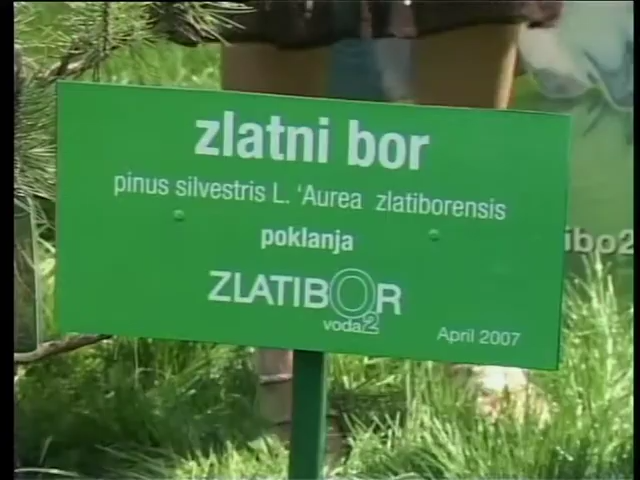 zlatni bor
pinus silvestris L. 'Aurea zlatiborensis
poklanja
ZLATIBOR
voda
April 2007